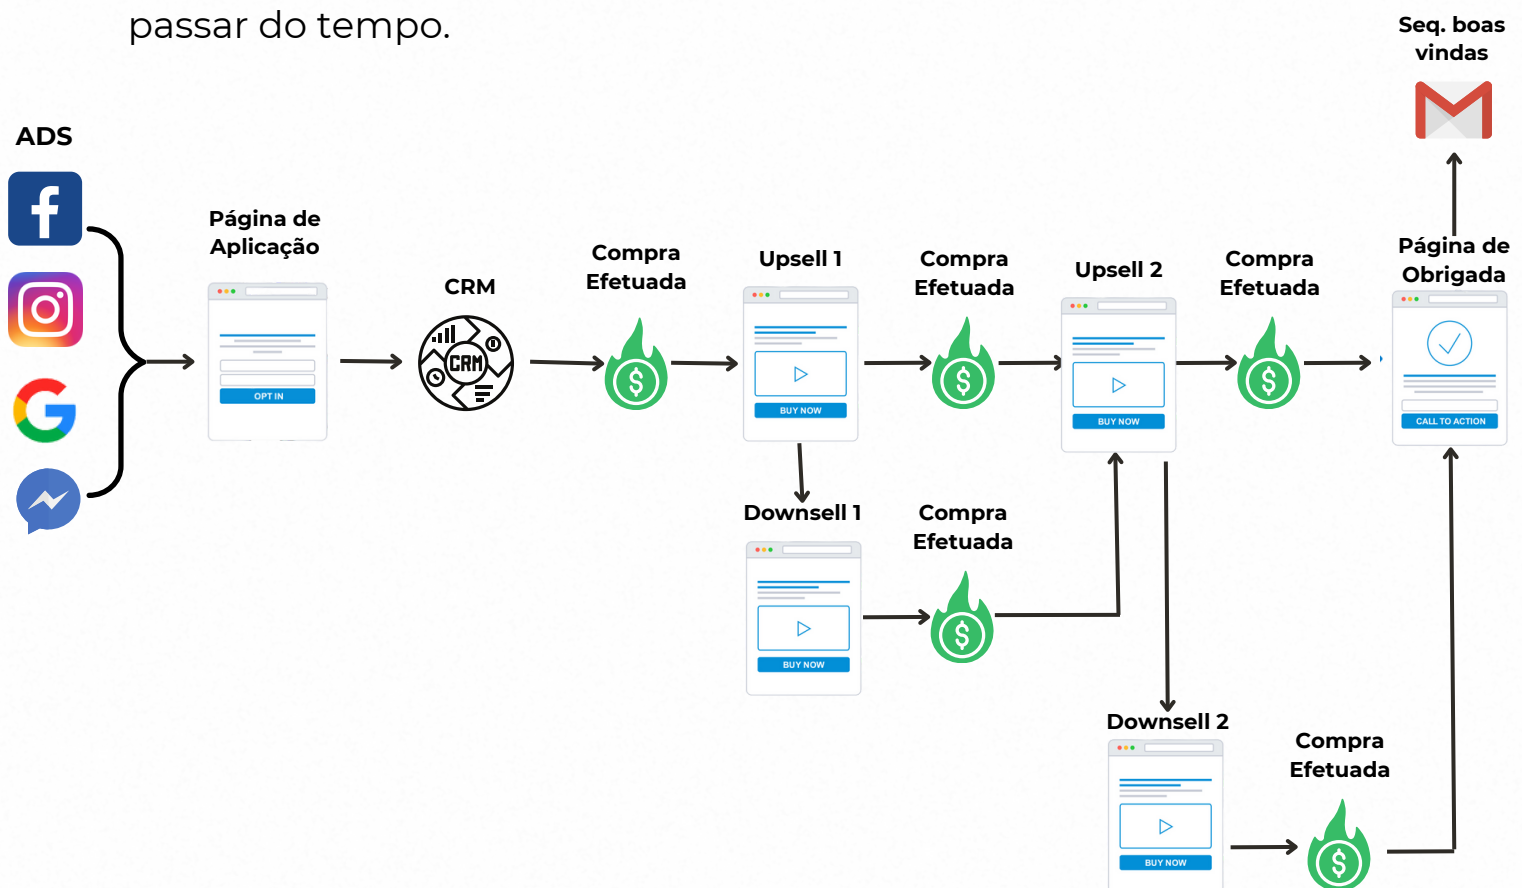 passar do tempo.
Seq. boas
vindas
ADS
Página de
Aplicação
OPT IN
CRM
CRM
Compra
Efetuada
Upsell 1
BUY NOW
Compra
Efetuada
Upsell 2
BUY NOW
Compra
Efetuada
Página de
Obrigada
CALL TO ACTION
Downsell 1
BUY NOW
Compra
Efetuada
Downsell 2
BUY NOW
Compra
Efetuada